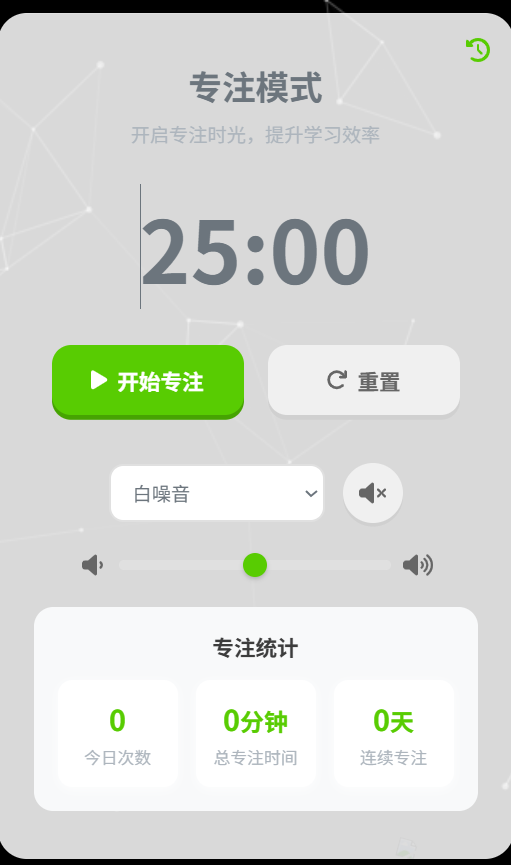 专注模式
开启专注时光，提升学习效率
25:00
开始专注 重置
白噪音
专注统计
0 0分钟 0天
今日次数 总专注时间 连续专注